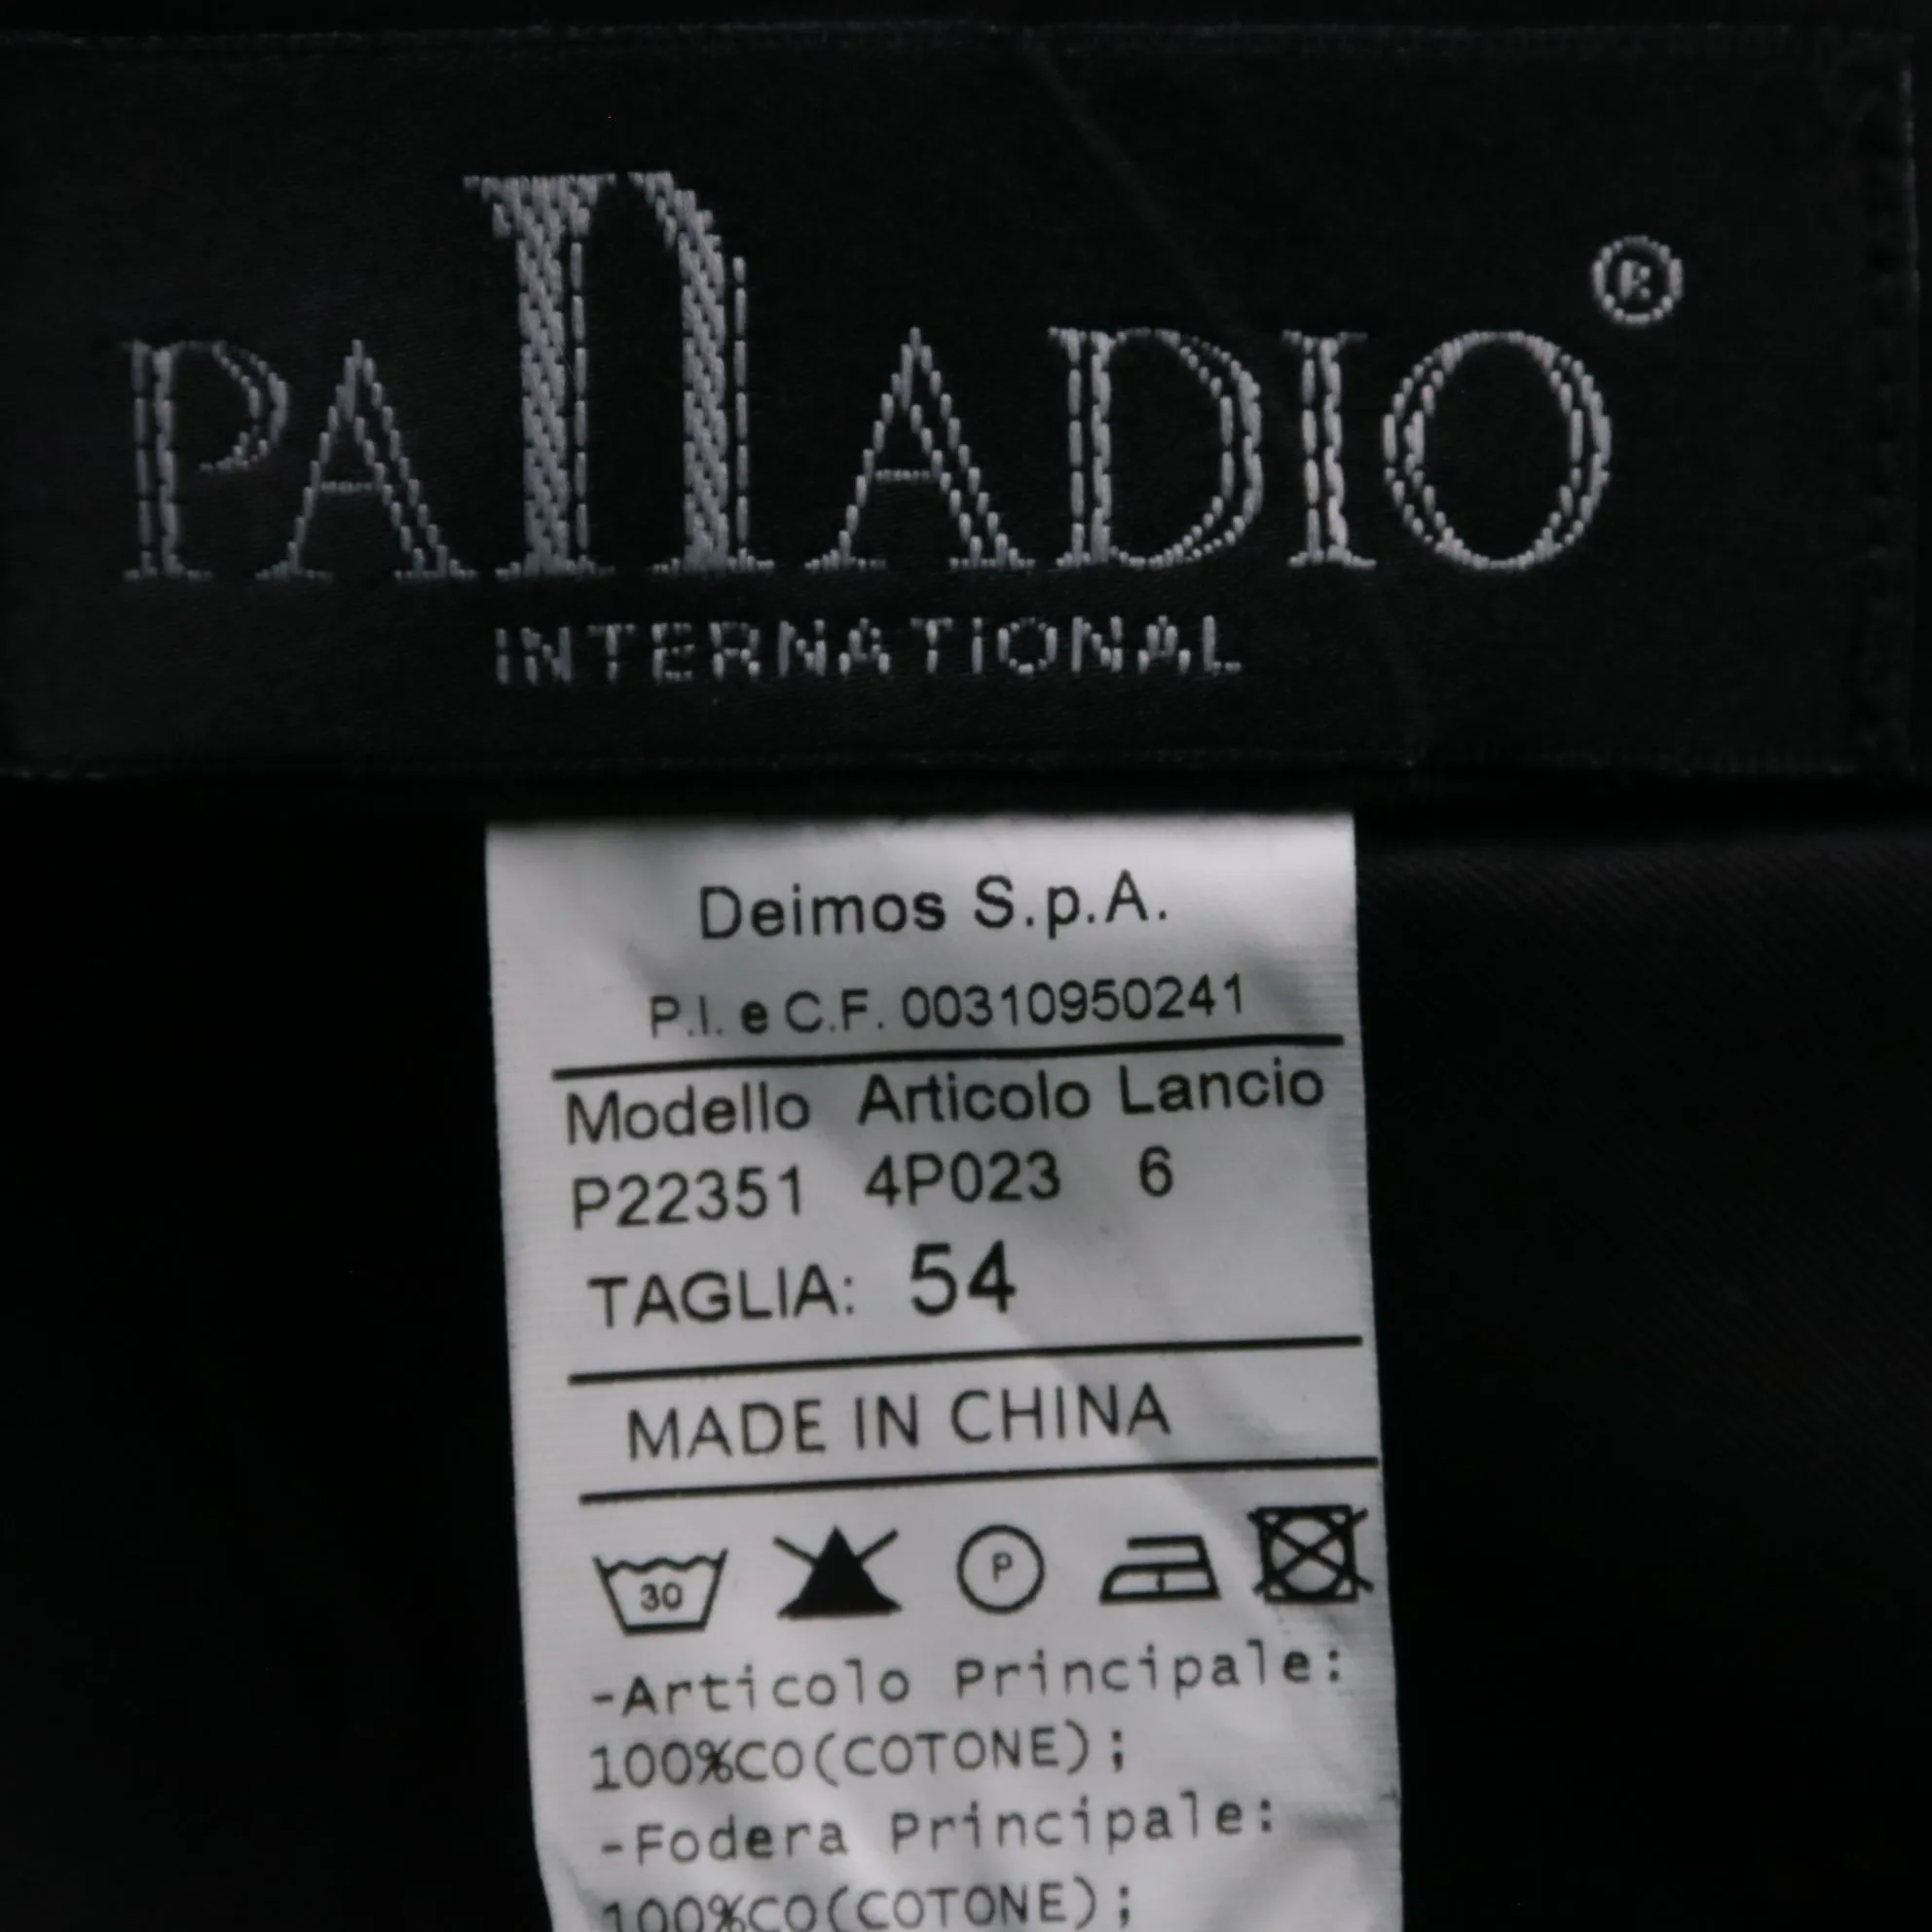 PALLADIO®
INTERNATIONAL
Deimos S.p.A.
P.I. e C.F. 00310950241
Modello Articolo Lancio
P22351 4P023 6
TAGLIA: 54
MADE IN CHINA
30 P
-Articolo Principale:
100%CO(COTONE);
-Fodera Principale:
100%CO(COTONE);